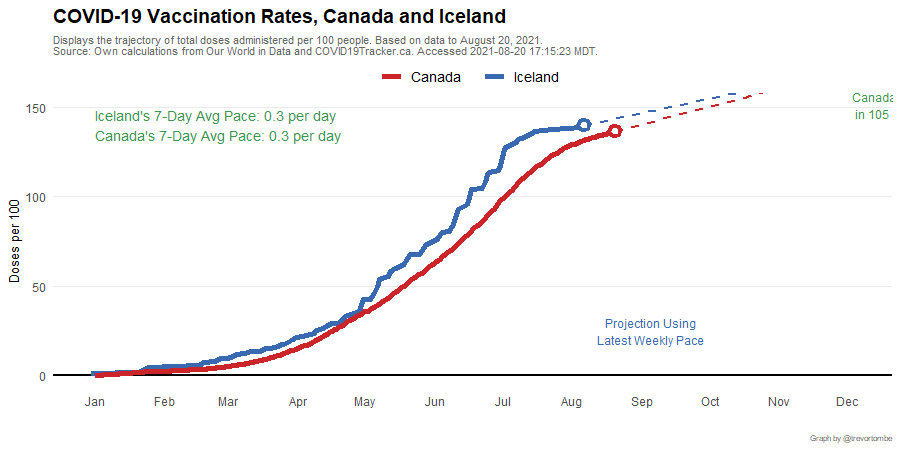 COVID-19 Vaccination Rates, Canada and Iceland
Displays the trajectory of total doses administered per 100 people. Based on data to August 20, 2021.
Source: Own calculations from Our World in Data and COVID19Tracker.ca. Accessed 2021-08-20 17:15:23 MDT.
Canada Iceland
Iceland's 7-Day Avg Pace: 0.3 per day
Canada's 7-Day Avg Pace: 0.3 per day
Canada
in 105
Doses per 100
150
100
50
0
Projection Using
Latest Weekly Pace
Jan Feb Mar Apr May Jun Jul Aug Sep Oct Nov Dec
Graph by @trevortombe